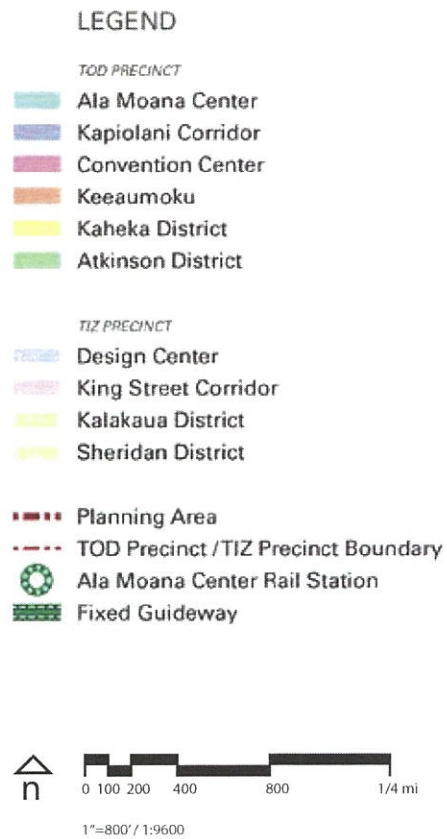 LEGEND
TOD PRECINCT
Ala Moana Center
Kapiolani Corridor
Convention Center
Keeaumoku
Kaheka District
Atkinson District
TIZ PRECINCT
Design Center
King Street Corridor
Kalakaua District
Sheridan District
Planning Area
TOD Precinct / TIZ Precinct Boundary
Ala Moana Center Rail Station
Fixed Guideway
n 0 100 200 400 800 1/4 mi
1"=800' / 1:9600